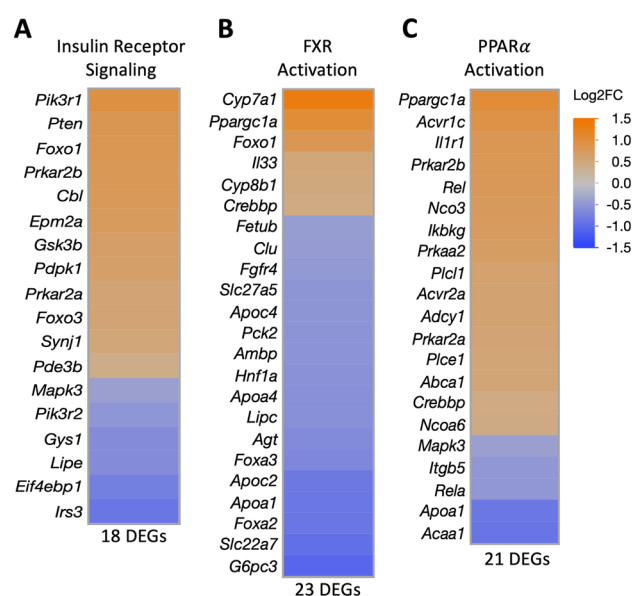 A
Insulin Receptor
Signaling
Pik3r1
Pten
Foxo1
Prkar2b
Cbl
Epm2a
Gsk3b
Pdpk1
Prkar2a
Foxo3
Synj1
Pde3b
Mapk3
Pik3r2
Gys1
Lipe
Eif4ebp1
Irs3
18 DEGs
B
FXR
Activation
Cyp7a1
Ppargc1a
Foxo1
Il33
Cyp8b1
Crebbp
Fetub
Clu
Fgfr4
Slc27a5
Apoc4
Pck2
Ambp
Hnf1a
Apoa4
Lipc
Agt
Foxa3
Apoc2
Apoa1
Foxa2
Slc22a7
G6pc3
23 DEGs
C
PPARα
Activation
Ppargc1a
Acvr1c
Il1r1
Prkar2b
Rel
Nco3
Ikbkg
Prkaa2
Plcl1
Acvr2a
Adcy1
Prkar2a
Plce1
Abca1
Crebbp
Ncoa6
Mapk3
Itgb5
Rela
Apoa1
Acaa1
21 DEGs
Log2FC
1.5
1.0
0.5
0.0
-0.5
-1.0
-1.5